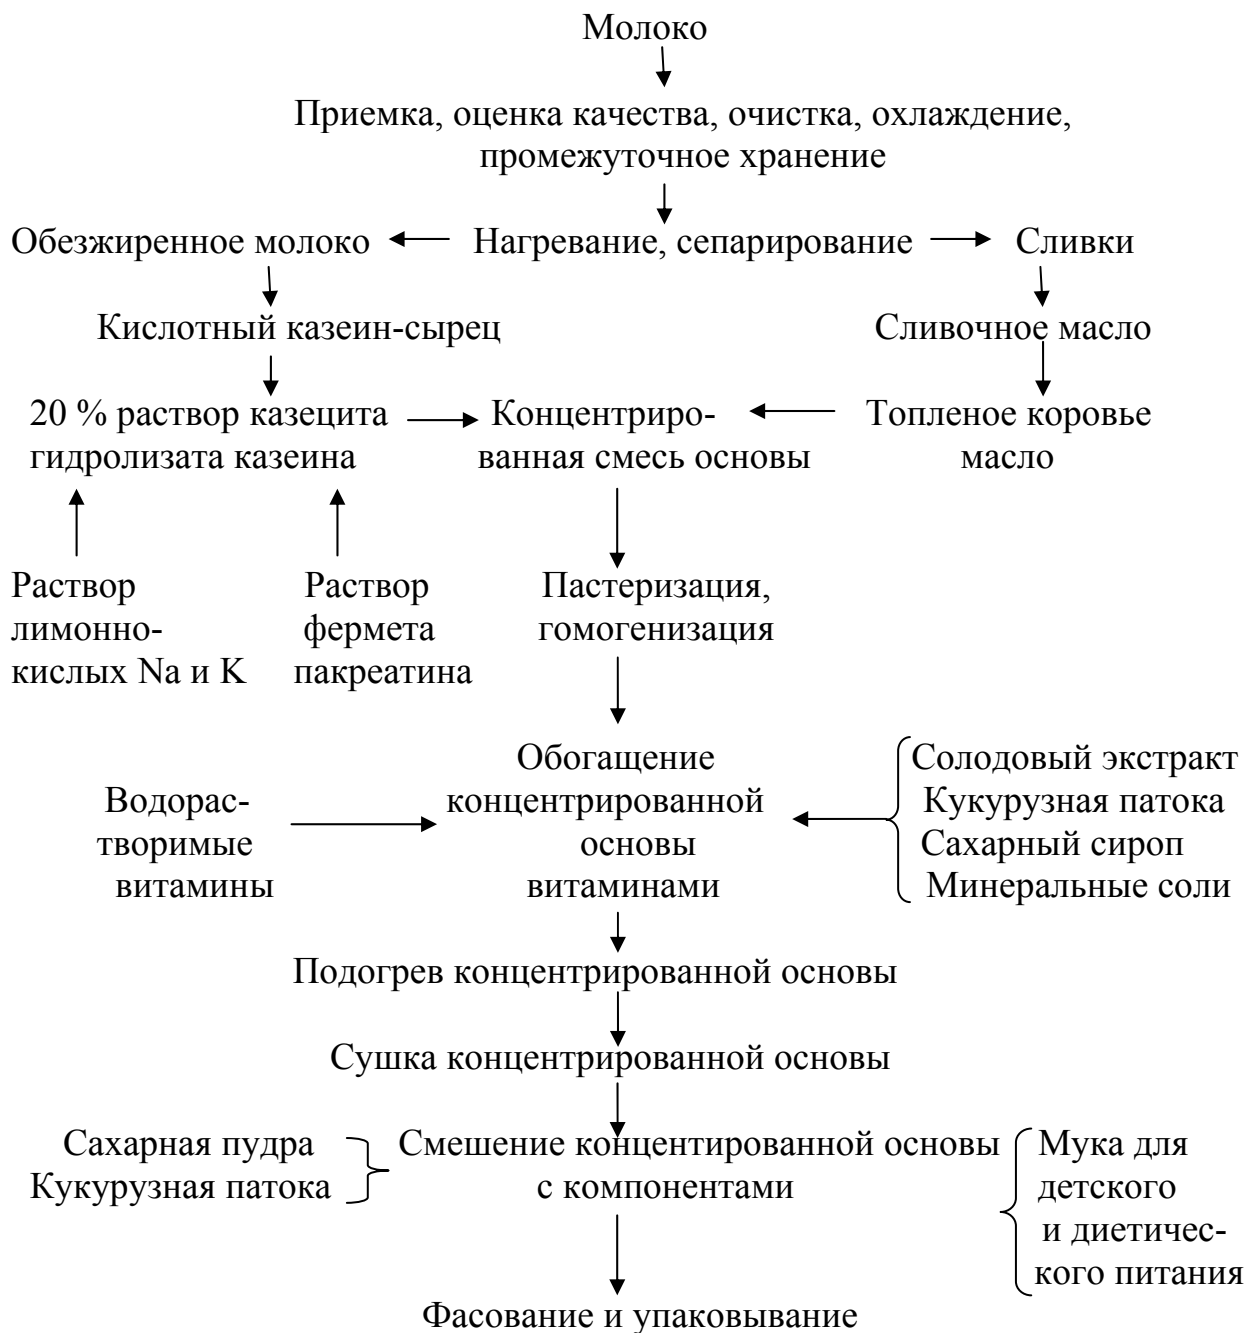 Молоко
Приемка, оценка качества, очистка, охлаждение,
промежуточное хранение
Обезжиренное молоко
Нагревание, сепарирование
Сливки
Кислотный казеин-сырец
Сливочное масло
20 % раствор казецита
гидролизата казеина
Концентриро-
ванная смесь основы
Топленое коровье
масло
Раствор
лимонно-
кислых Na и K
Раствор
фермета
пакреатина
Пастеризация,
гомогенизация
Водорас-
творимые
витамины
Обогащение
концентрированной
основы
витаминами
Солодовый экстракт
Кукурузная патока
Сахарный сироп
Минеральные соли
Подогрев концентрированной основы
Сушка концентрированной основы
Сахарная пудра
Кукурузная патока
Смешение концентированной основы
с компонентами
Мука для
детского
и диетичес-
кого питания
Фасование и упаковывание